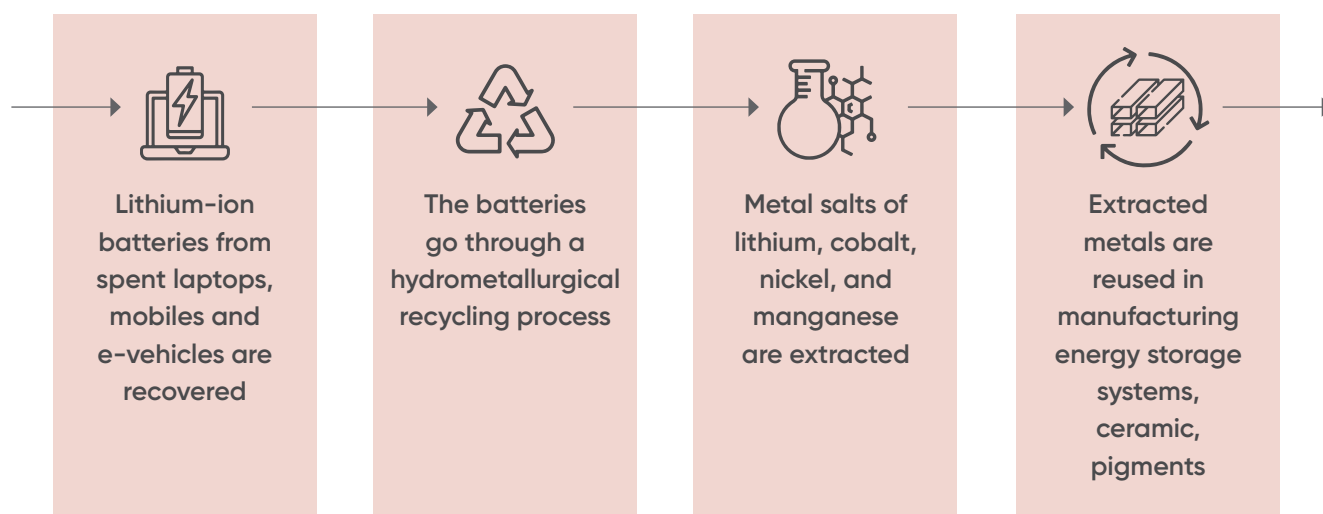 Lithium-ion
batteries from
spent laptops,
mobiles and
e-vehicles are
recovered
The batteries
go through a
hydrometallurgical
recycling process
Metal salts of
lithium, cobalt,
nickel, and
manganese
are extracted
Extracted
metals are
reused in
manufacturing
energy storage
systems,
ceramic,
pigments